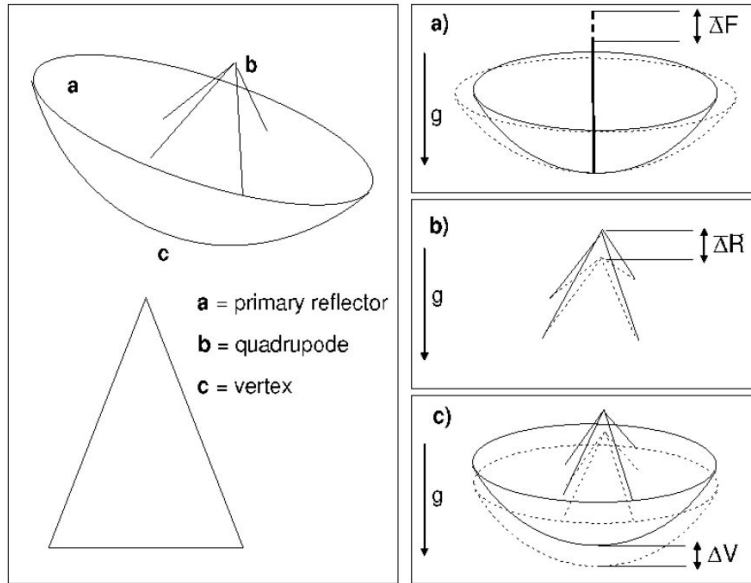 a
b
c
a = primary reflector
b = quadrupode
c = vertex
a)
ΔF
g
b)
ΔR
g
c)
g
ΔV